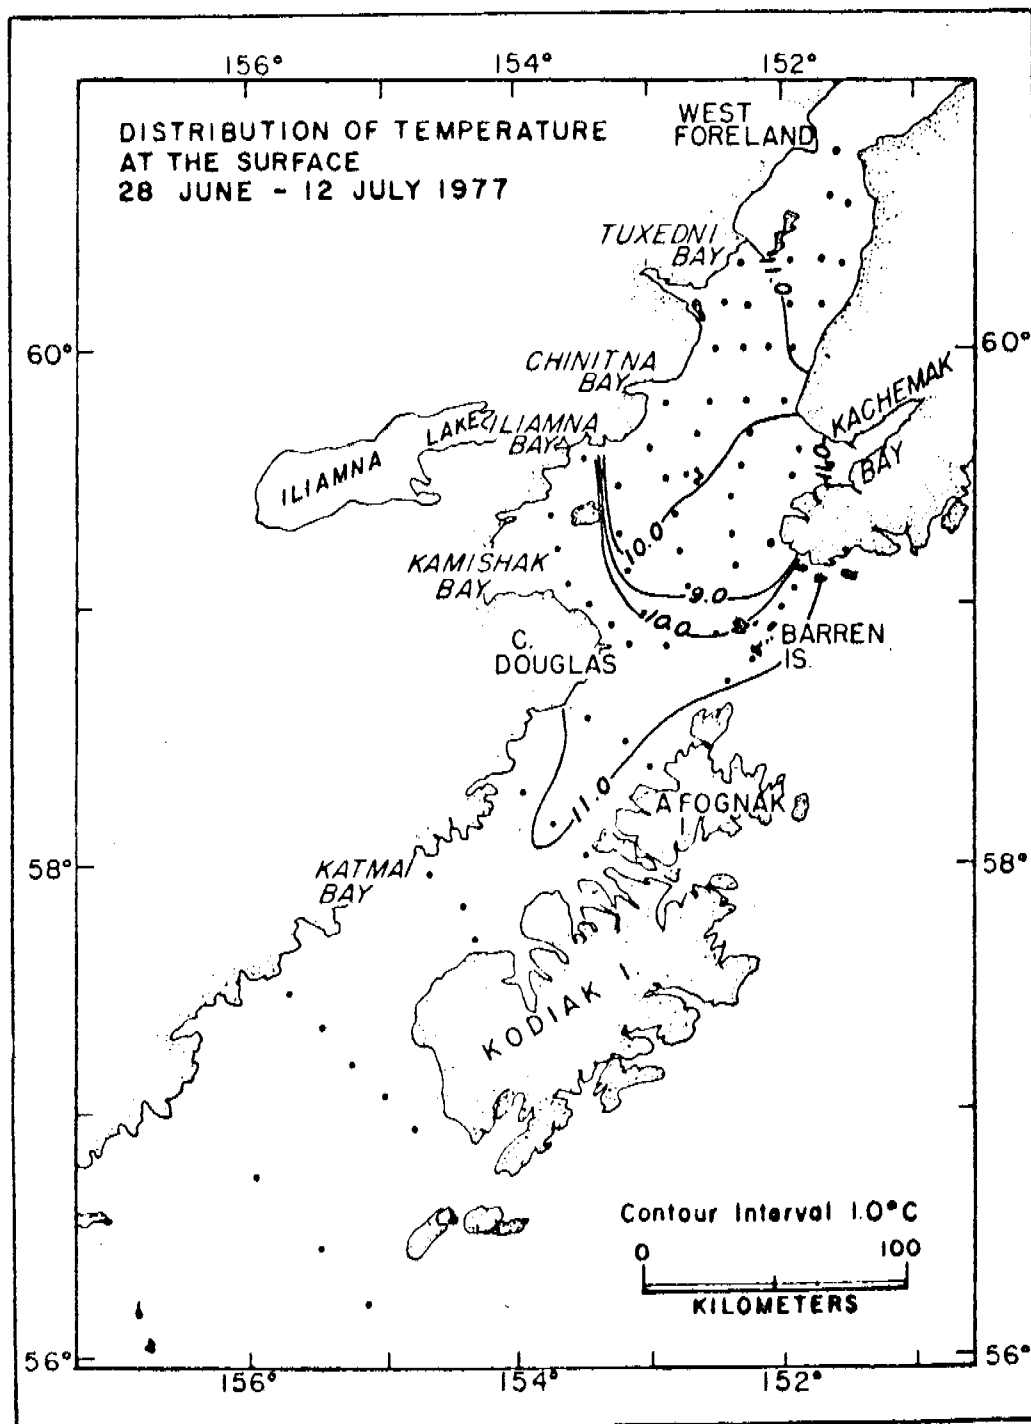 156° 154° 152°
DISTRIBUTION OF TEMPERATURE
AT THE SURFACE
28 JUNE - 12 JULY 1977
WEST
FORELAND
TUXEDNI
BAY
11.0
60° 60°
CHINITNA
BAY
KACHEMAK
BAY
LAKE
ILIAMNA
ILIAMNA
BAY
11.0
10.0
KAMISHAK
BAY
9.0
10.0
C.
DOUGLAS
BARREN
IS.
11.0
AFOGNAK
I.
58° 58°
KATMAI
BAY
KODIAK I.
Contour Interval 1.0°C
0 100
KILOMETERS
56° 56°
156° 154° 152°